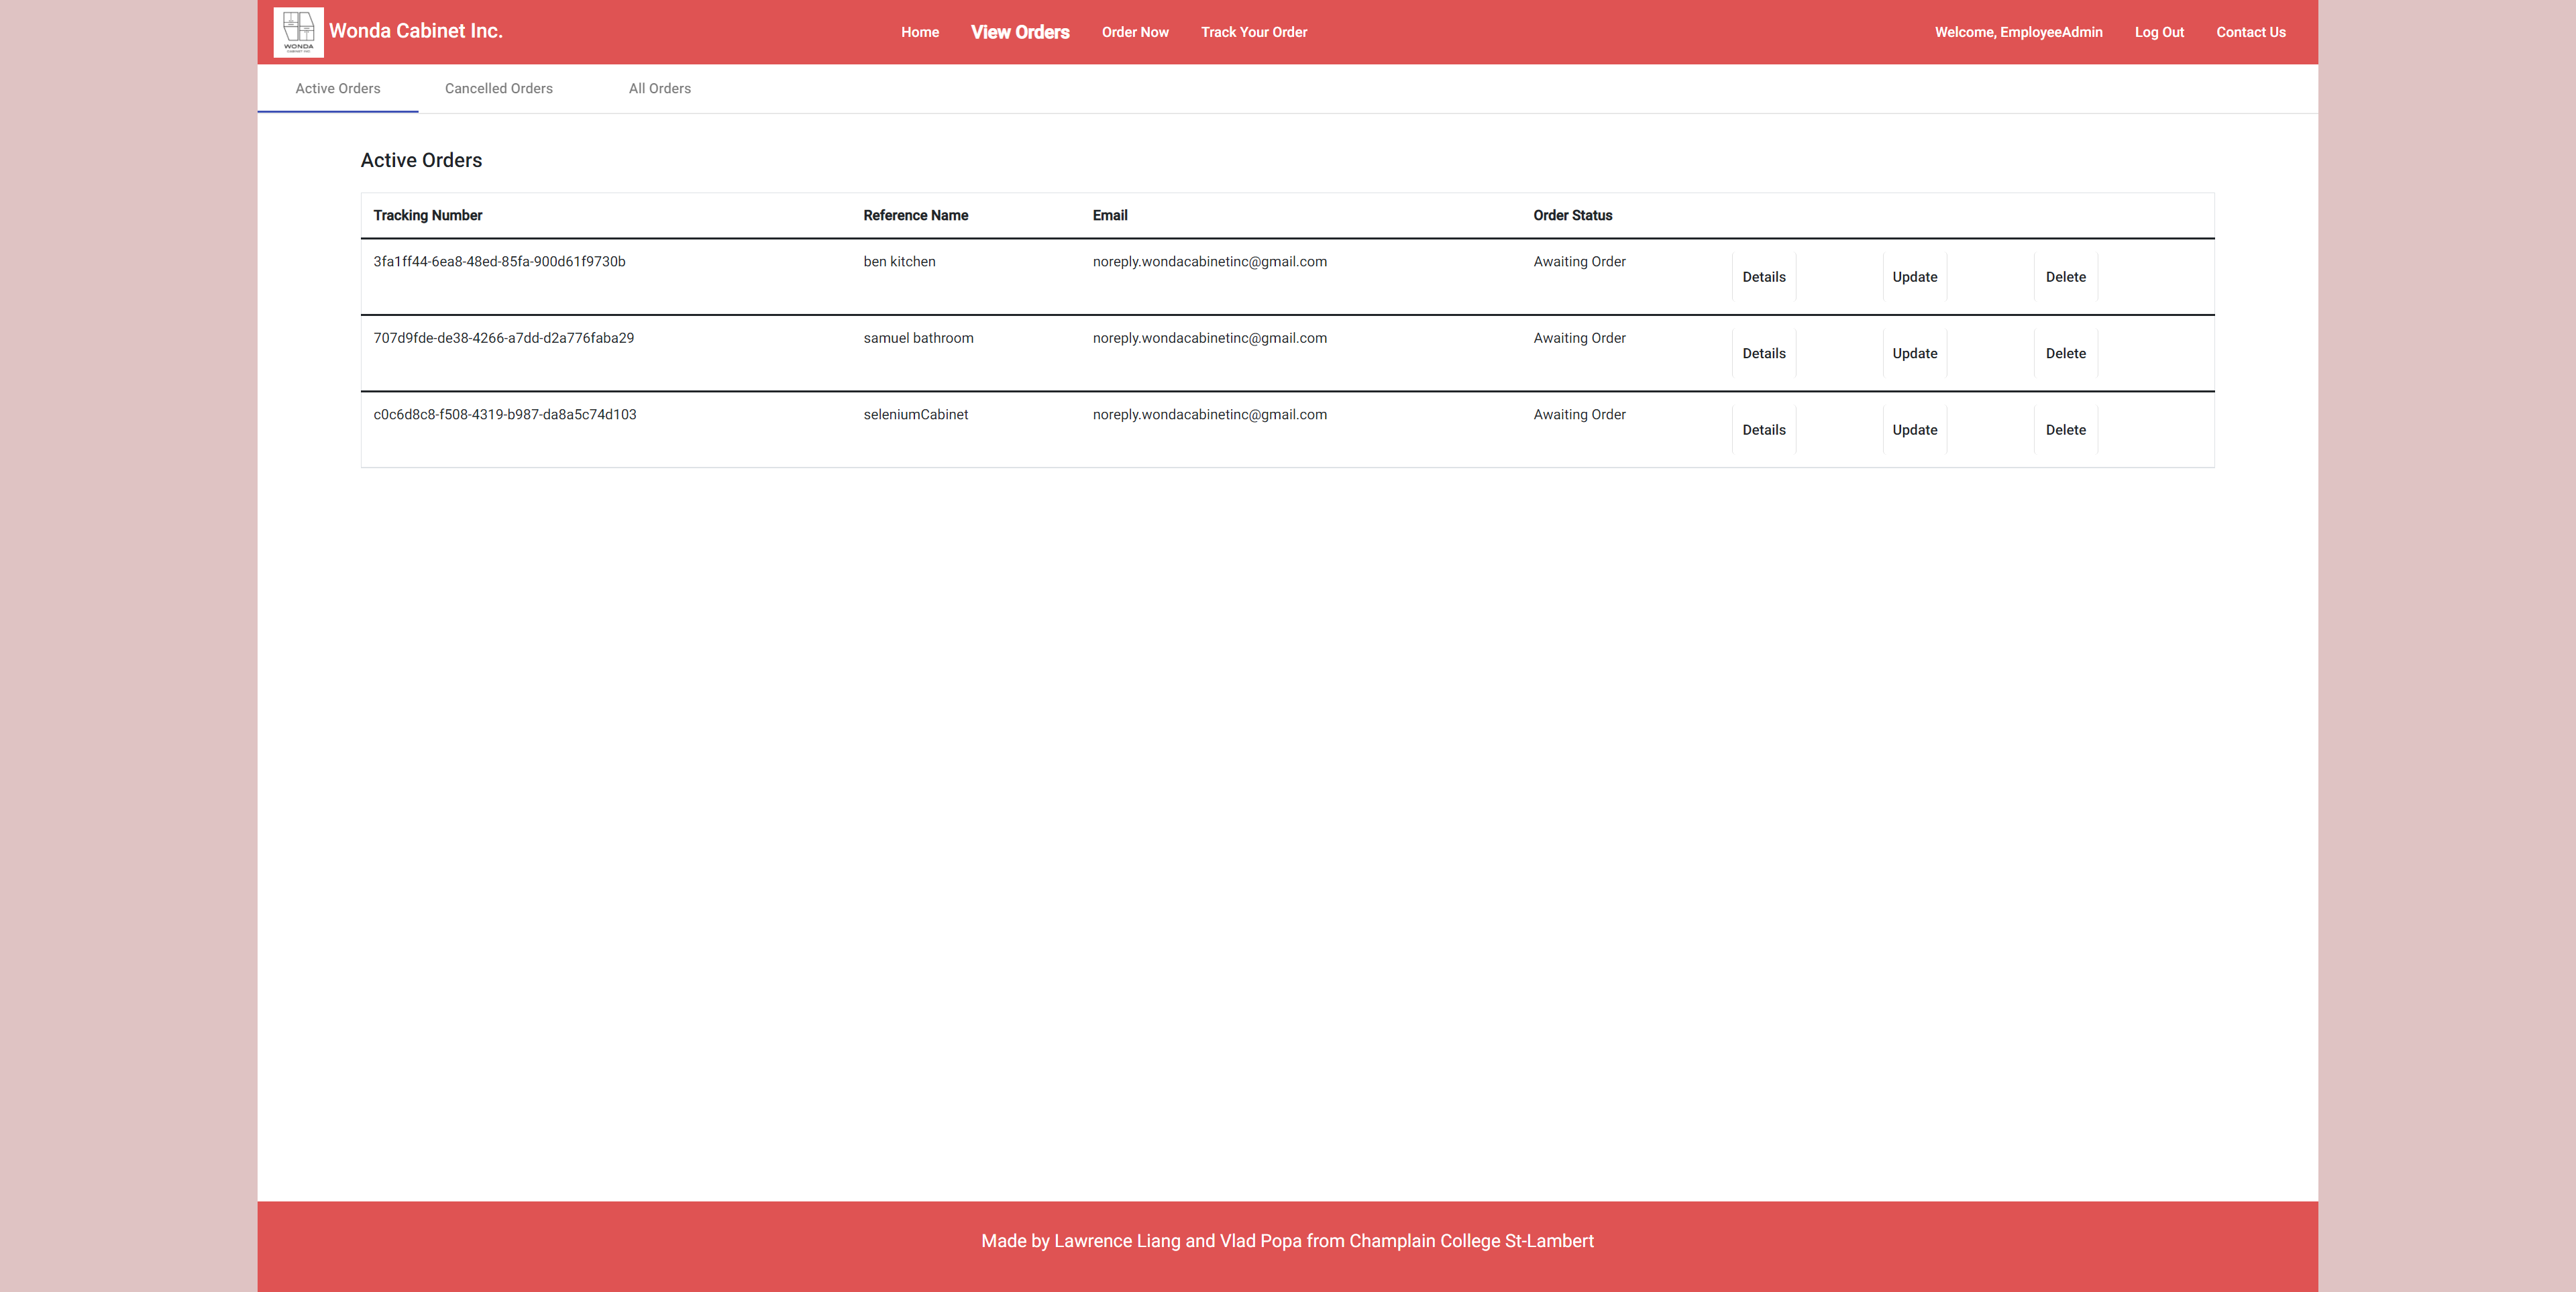 WONDA
CABINET INC
Wonda Cabinet Inc.
Home View Orders Order Now Track Your Order
Welcome, EmployeeAdmin Log Out Contact Us
Active Orders Cancelled Orders All Orders
Active Orders
Tracking Number Reference Name Email Order Status
3fa1ff44-6ea8-48ed-85fa-900d61f9730b ben kitchen noreply.wondacabinetinc@gmail.com Awaiting Order Details Update Delete
707d9fde-de38-4266-a7dd-d2a776faba29 samuel bathroom noreply.wondacabinetinc@gmail.com Awaiting Order Details Update Delete
c0c6d8c8-f508-4319-b987-da8a5c74d103 seleniumCabinet noreply.wondacabinetinc@gmail.com Awaiting Order Details Update Delete
Made by Lawrence Liang and Vlad Popa from Champlain College St-Lambert